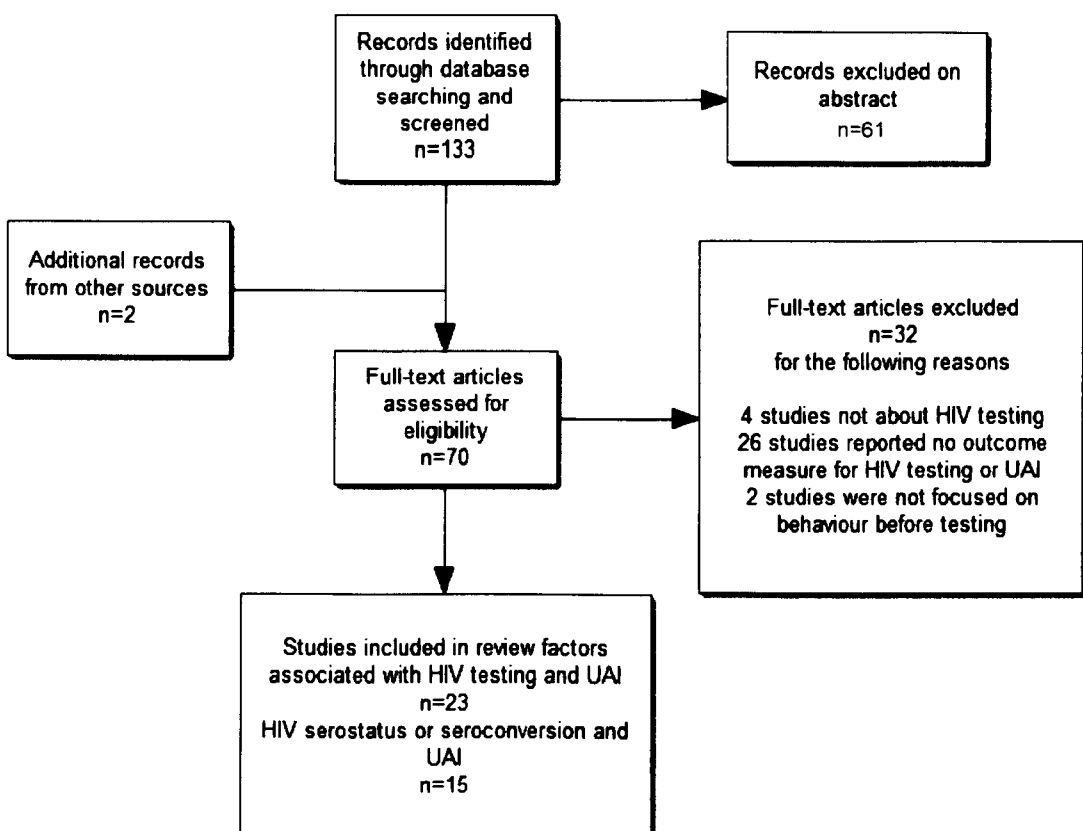 Records identified
through database
searching and
screened
n=133
Records excluded on
abstract
n=61
Additional records
from other sources
n=2
Full-text articles
assessed for
eligibility
n=70
Full-text articles excluded
n=32
for the following reasons
4 studies not about HIV testing
26 studies reported no outcome
measure for HIV testing or UAI
2 studies were not focused on
behaviour before testing
Studies included in review factors
associated with HIV testing and UAI
n=23
HIV serostatus or seroconversion and
UAI
n=15